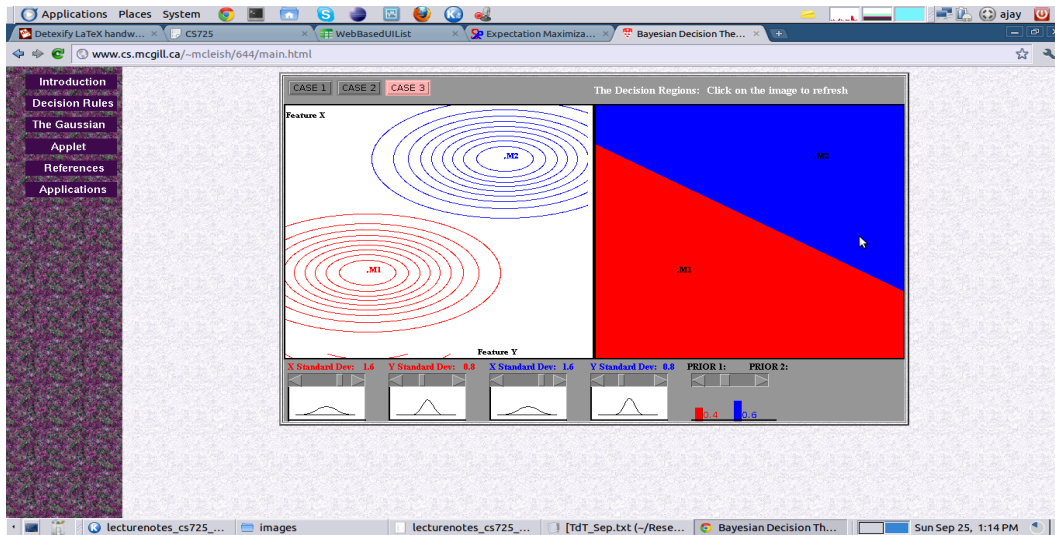 Applications Places System ajay
Detexify LaTeX handw... CS725 WebBasedUIList Expectation Maximiza... Bayesian Decision The...
www.cs.mcgill.ca/~mcleish/644/main.html
Introduction
Decision Rules
The Gaussian
Applet
References
Applications
CASE 1 CASE 2 CASE 3 The Decision Regions: Click on the image to refresh
Feature X
.M2 .M2
.M1 .M1
Feature Y
X Standard Dev: 1.6 Y Standard Dev: 0.8 X Standard Dev: 1.6 Y Standard Dev: 0.8 PRIOR 1: PRIOR 2:
0.4 0.6
lecturenotes_cs725_... images lecturenotes_cs725_... [TdT_Sep.txt (~/Rese... Bayesian Decision Th... Sun Sep 25, 1:14 PM